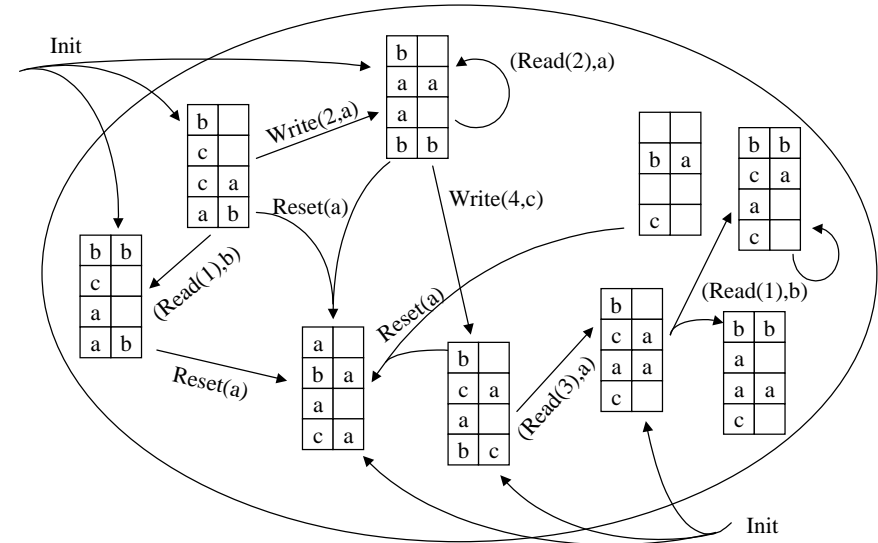 Init
b
a a
a
b b
(Read(2),a)
b
c
c a
a b
Write(2,a)
b a
c
b b
c a
a
c
Write(4,c)
Reset(a)
b b
c
a
a b
(Read(1),b)
Reset(a)
(Read(1),b)
b
c a
a a
c
b b
a
a a
c
a
b a
a
c a
Reset(a)
b
c a
a
b c
(Read(3),a)
Init